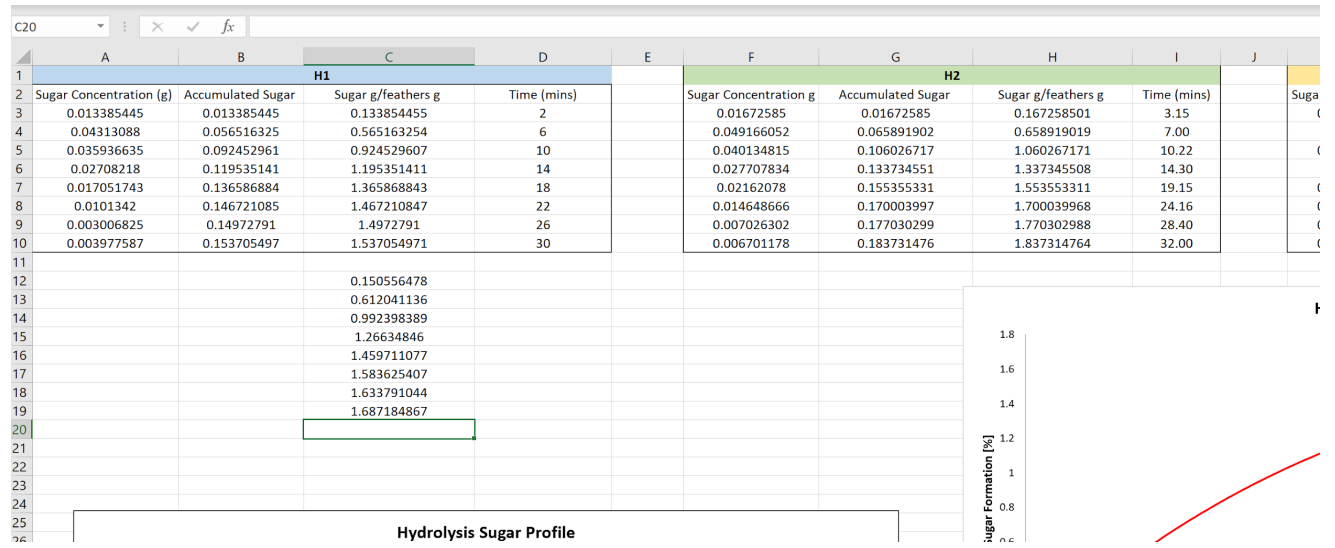 C20 fx
A B C D E F G H I J
1 H1 H2
2 Sugar Concentration (g) Accumulated Sugar Sugar g/feathers g Time (mins) Sugar Concentration g Accumulated Sugar Sugar g/feathers g Time (mins) Suga
3 0.013385445 0.013385445 0.133854455 2 0.01672585 0.01672585 0.167258501 3.15
4 0.04313088 0.056516325 0.565163254 6 0.049166052 0.065891902 0.658919019 7.00
5 0.035936635 0.092452961 0.924529607 10 0.040134815 0.106026717 1.060267171 10.22
6 0.02708218 0.119535141 1.195351411 14 0.027707834 0.133734551 1.337345508 14.30
7 0.017051743 0.136586884 1.365868843 18 0.02162078 0.155355331 1.553553311 19.15
8 0.0101342 0.146721085 1.467210847 22 0.014648666 0.170003997 1.700039968 24.16
9 0.003006825 0.14972791 1.4972791 26 0.007026302 0.177030299 1.770302988 28.40
10 0.003977587 0.153705497 1.537054971 30 0.006701178 0.183731476 1.837314764 32.00
11
12 0.150556478
13 0.612041136
14 0.992398389
15 1.26634846
16 1.459711077
17 1.583625407
18 1.633791044
19 1.687184867
20
21
22
23
24
25
26
Hydrolysis Sugar Profile
H
1.8
1.6
1.4
1.2
1
0.8
0.6
Sugar Formation [%]